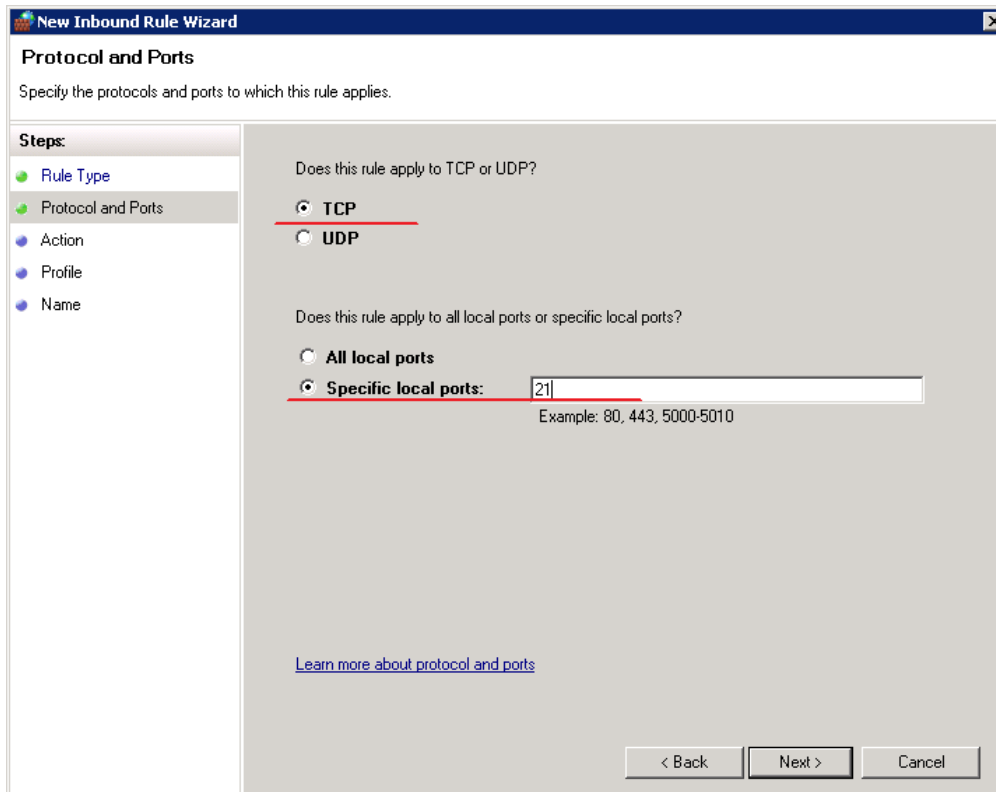 New Inbound Rule Wizard
Protocol and Ports
Specify the protocols and ports to which this rule applies.
Steps:
Rule Type
Protocol and Ports
Action
Profile
Name
Does this rule apply to TCP or UDP?
TCP
UDP
Does this rule apply to all local ports or specific local ports?
All local ports
Specific local ports: 21
Example: 80, 443, 5000-5010
Learn more about protocol and ports
< Back Next > Cancel